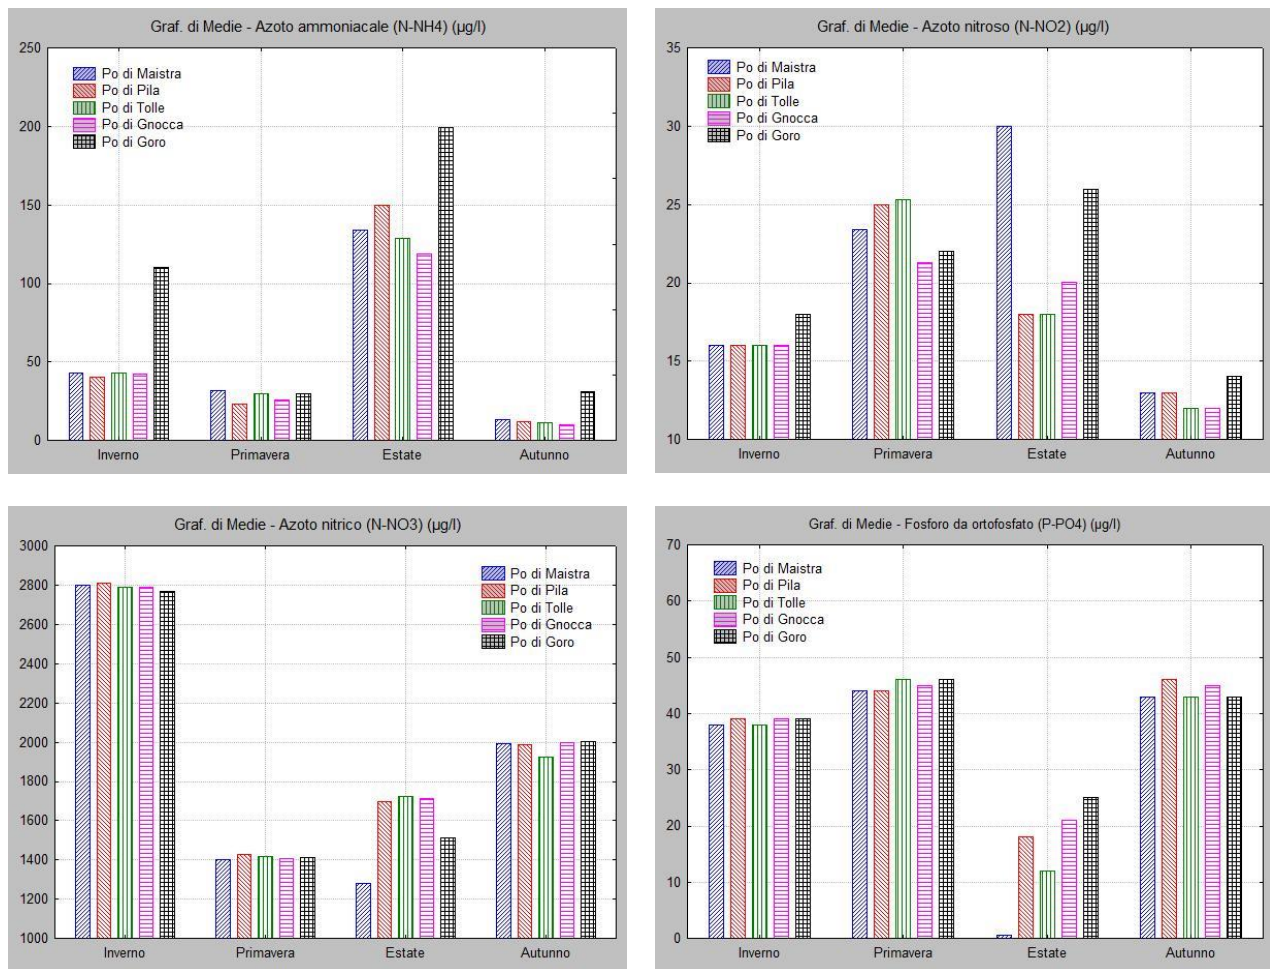 Graf. di Medie - Azoto ammoniacale (N-NH4) (µg/l)
250
200
150
100
50
0
Po di Maistra
Po di Pila
Po di Tolle
Po di Gnocca
Po di Goro
Inverno Primavera Estate Autunno
Graf. di Medie - Azoto nitroso (N-NO2) (µg/l)
35
30
25
20
15
10
Po di Maistra
Po di Pila
Po di Tolle
Po di Gnocca
Po di Goro
Inverno Primavera Estate Autunno
Graf. di Medie - Azoto nitrico (N-NO3) (µg/l)
3000
2800
2600
2400
2200
2000
1800
1600
1400
1200
1000
Po di Maistra
Po di Pila
Po di Tolle
Po di Gnocca
Po di Goro
Inverno Primavera Estate Autunno
Graf. di Medie - Fosforo da ortofosfato (P-PO4) (µg/l)
70
60
50
40
30
20
10
0
Po di Maistra
Po di Pila
Po di Tolle
Po di Gnocca
Po di Goro
Inverno Primavera Estate Autunno